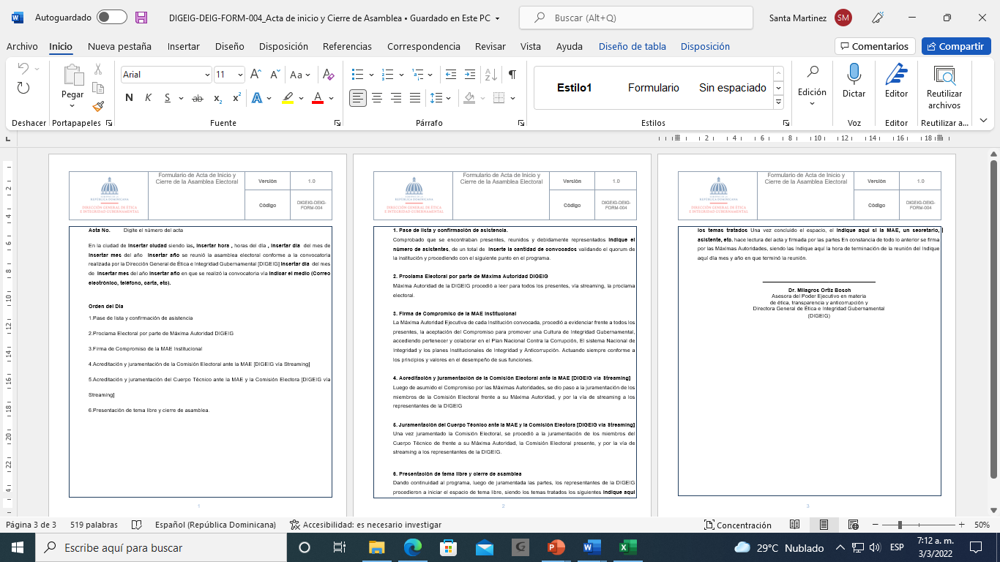 Autoguardado
DIGEIG-DEIG-FORM-004_Acta de inicio y Cierre de Asamblea • Guardado en Este PC
Buscar (Alt+Q)
Santa Martinez
SM
Archivo Inicio Nueva pestaña Insertar Diseño Disposición Referencias Correspondencia Revisar Vista Ayuda Diseño de tabla Disposición
Comentarios
Compartir
Pegar
Arial
11
Estilo1
Formulario
Sin espaciado
Edición
Dictar
Editor
Reutilizar
archivos
Deshacer Portapapeles Fuente Párrafo Estilos Voz Editor Reutilizar a...
2 4 6 8 10 12 14 16 18
Formulario de Acta de Inicio y
Cierre de la Asamblea Electoral
Versión
1.0
REPÚBLICA DOMINICANA
DIRECCIÓN GENERAL DE ÉTICA
E INTEGRIDAD GUBERNAMENTAL
Código
DIGEIG-DEIG-
FORM-004
Acta No. Digite el número del acta
En la ciudad de Insertar ciudad siendo las, Insertar hora , horas del día , Insertar día del mes de
Insertar mes del año Insertar año se reunió la asamblea electoral conforme a la convocatoria
realizada por la Dirección General de Ética e Integridad Gubernamental [DIGEIG] Insertar día del mes
de Insertar mes del año Insertar año en que se realizó la convocatoria vía Indicar el medio (Correo
electrónico, teléfono, carta, etc).
Orden del Día
1.Pase de lista y confirmación de asistencia
2.Proclama Electoral por parte de Máxima Autoridad DIGEIG
3.Firma de Compromiso de la MAE Institucional
4.Acreditación y juramentación de la Comisión Electoral ante la MAE [DIGEIG vía Streaming]
5.Acreditación y juramentación del Cuerpo Técnico ante la MAE y la Comisión Electora [DIGEIG vía
Streaming]
6.Presentación de tema libre y cierre de asamblea.
1
Formulario de Acta de Inicio y
Cierre de la Asamblea Electoral
Versión
1.0
REPÚBLICA DOMINICANA
DIRECCIÓN GENERAL DE ÉTICA
E INTEGRIDAD GUBERNAMENTAL
Código
DIGEIG-DEIG-
FORM-004
1. Pase de lista y confirmación de asistencia.
Comprobado que se encontraban presentes, reunidos y debidamente representados Indique el
número de asistentes, de un total de Inserte la cantidad de convocados validando el quorum de
la institución y procediendo con el siguiente punto en el programa.
2. Proclama Electoral por parte de Máxima Autoridad DIGEIG
Máxima Autoridad de la DIGEIG procedió a leer para todos los presentes, vía streaming, la proclama
electoral.
3. Firma de Compromiso de la MAE Institucional
La Máxima Autoridad Ejecutiva de cada Institución convocada, procedió a evidenciar frente a todos los
presentes, la aceptación del Compromiso para promover una Cultura de Integridad Gubernamental,
accediendo pertenecer y colaborar en el Plan Nacional Contra la Corrupción, El sistema Nacional de
Integridad y los planes Institucionales de Integridad y Anticorrupción. Actuando siempre conforme a
los principios y valores en el desempeño de sus funciones.
4. Acreditación y juramentación de la Comisión Electoral ante la MAE [DIGEIG vía Streaming]
Luego de asumido el Compromiso por las Máximas Autoridades, se dio paso a la juramentación de los
miembros de la Comisión Electoral frente a su Máxima Autoridad, y por la vía de streaming a los
representantes de la DIGEIG
5. Juramentación del Cuerpo Técnico ante la MAE y la Comisión Electora [DIGEIG vía Streaming]
Una vez juramentado la Comisión Electoral, se procedió a la juramentación de los miembros del
Cuerpo Técnico de frente a su Máxima Autoridad, la Comisión Electoral presente, y por la vía de
streaming a los representantes de la DIGEIG.
6. Presentación de tema libre y cierre de asamblea
Dando continuidad al programa, luego de juramentada las partes, los representantes de la DIGEIG
procedieron a iniciar el espacio de tema libre, siendo los temas tratados los siguientes Indique aquí
2
Formulario de Acta de Inicio y
Cierre de la Asamblea Electoral
Versión
1.0
REPÚBLICA DOMINICANA
DIRECCIÓN GENERAL DE ÉTICA
E INTEGRIDAD GUBERNAMENTAL
Código
DIGEIG-DEIG-
FORM-004
los temas tratados Una vez concluido el espacio, el Indique aquí si la MAE, un secretario,
asistente, etc. hace lectura del acta y firmada por las partes En constancia de todo lo anterior se firma
por las Máximas Autoridades, siendo las Indique aquí la hora de terminación de la reunión del Indique
aquí día mes y año en que terminó la reunión.
Dr. Milagros Ortiz Bosch
Asesora del Poder Ejecutivo en materia
de ética, transparencia y anticorrupción y
Directora General de Ética e Integridad Gubernamental
(DIGEIG)
3
Página 3 de 3 519 palabras Español (República Dominicana) Accesibilidad: es necesario investigar
Concentración
50%
Escribe aquí para buscar
29°C Nublado
ESP
7:12 a. m.
3/3/2022